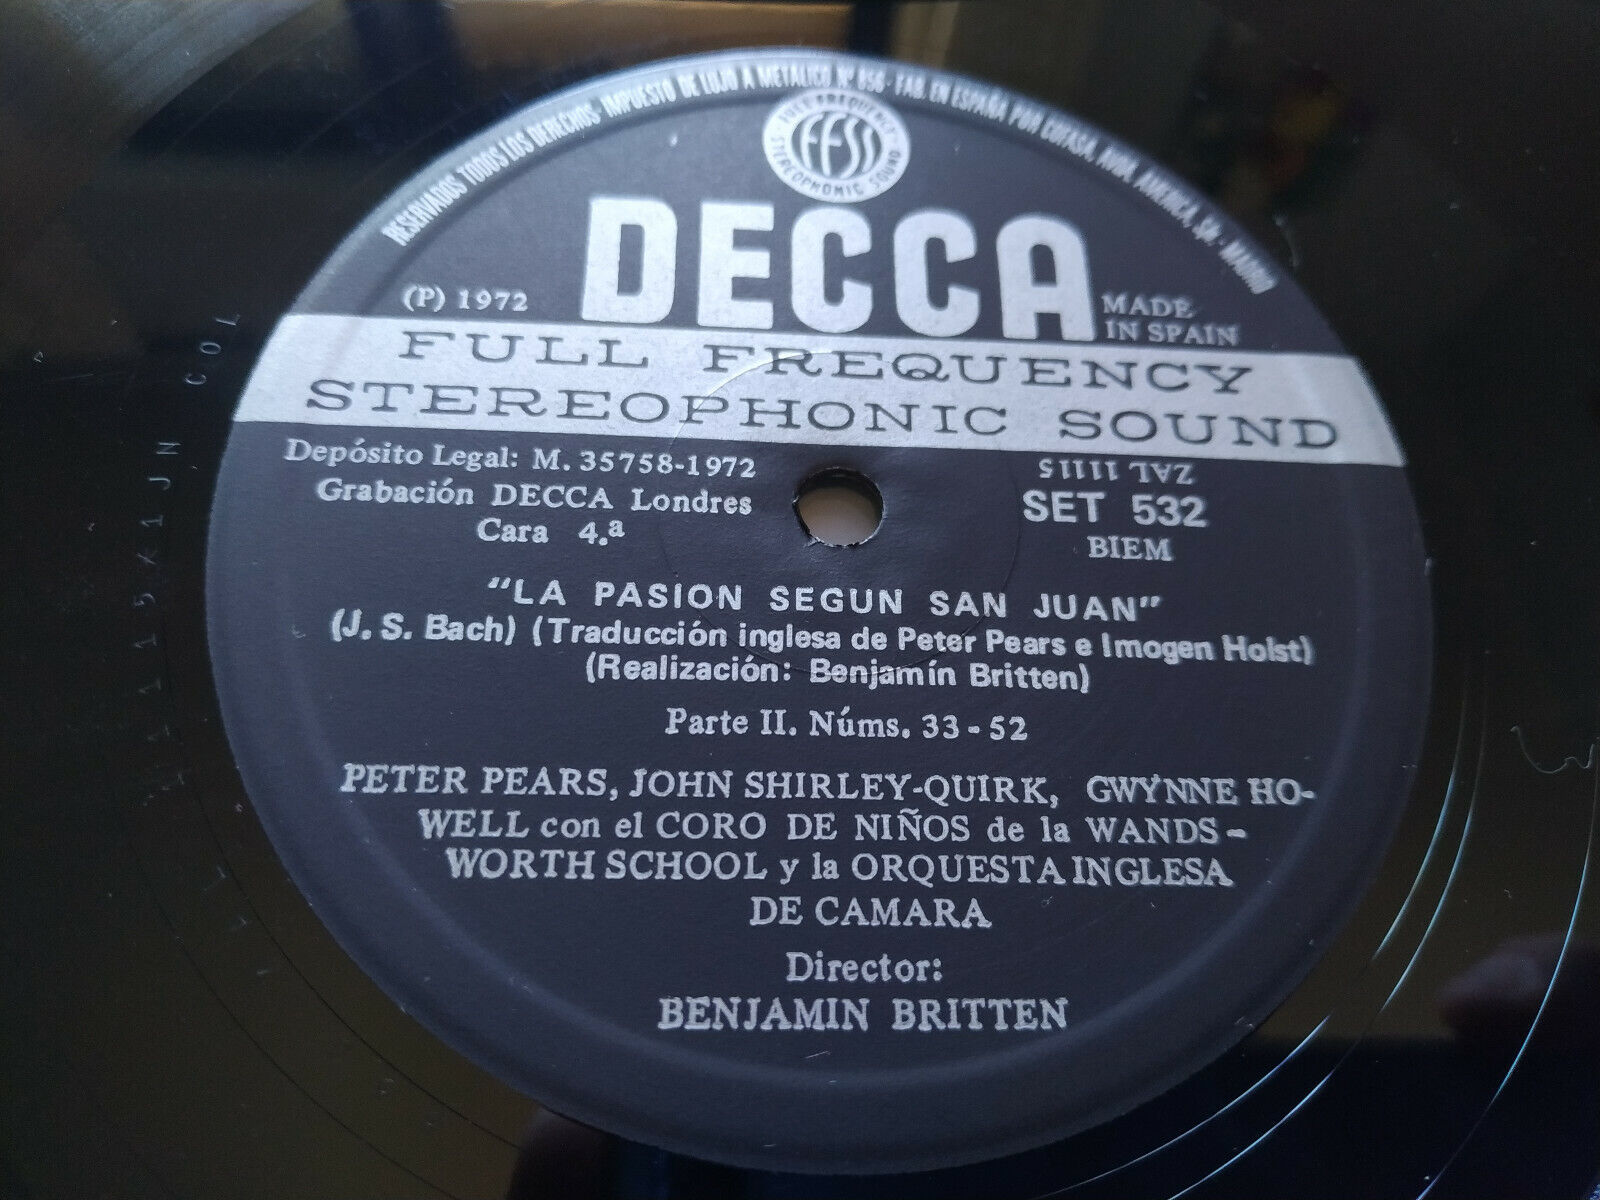 RESERVADOS TODOS LOS DERECHOS- IMPUESTO DE LUJO A METALICO Nº 856 - FAB. EN ESPAÑA POR COFASA, AVDA. AMERICA, S/N. - MADRID
FULL FREQUENCY
FFSS
STEREOPHONIC SOUND
DECCA
(P) 1972
MADE
IN SPAIN
FULL FREQUENCY
STEREOPHONIC SOUND
Depósito Legal: M. 35758-1972
ZAL 11115
Grabación DECCA Londres
SET 532
Cara 4.ª
BIEM
"LA PASION SEGUN SAN JUAN"
(J. S. Bach) (Traducción inglesa de Peter Pears e Imogen Holst)
(Realización: Benjamín Britten)
Parte II. Núms. 33-52
PETER PEARS, JOHN SHIRLEY-QUIRK, GWYNNE HO-
WELL con el CORO DE NIÑOS de la WANDS-
WORTH SCHOOL y la ORQUESTA INGLESA
DE CAMARA
Director:
BENJAMIN BRITTEN